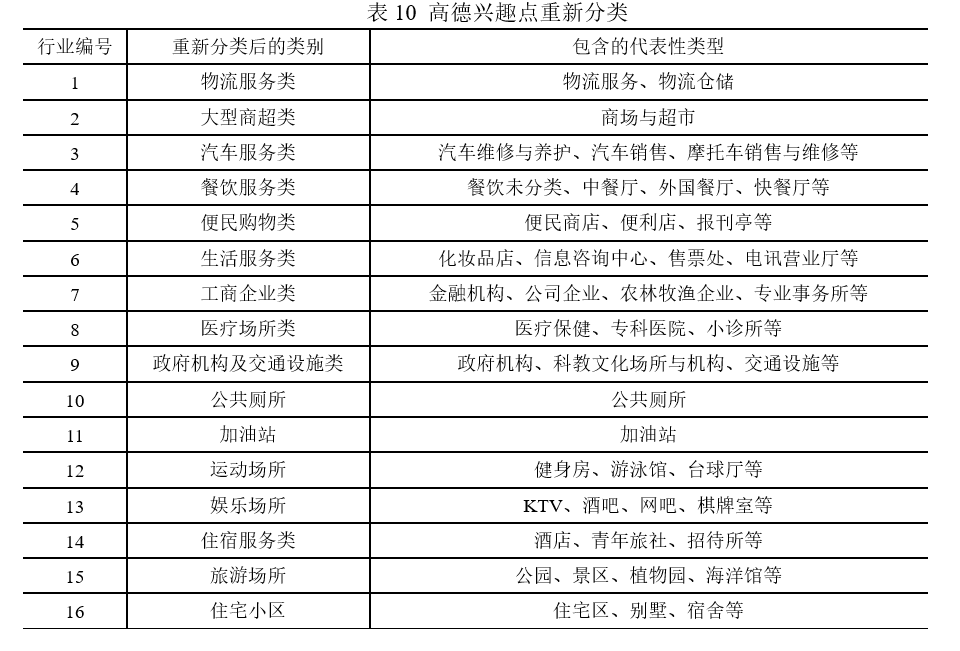 表 10 高德兴趣点重新分类
行业编号 重新分类后的类别 包含的代表性类型
1 物流服务类 物流服务、物流仓储
2 大型商超类 商场与超市
3 汽车服务类 汽车维修与养护、汽车销售、摩托车销售与维修等
4 餐饮服务类 餐饮未分类、中餐厅、外国餐厅、快餐厅等
5 便民购物类 便民商店、便利店、报刊亭等
6 生活服务类 化妆品店、信息咨询中心、售票处、电讯营业厅等
7 工商企业类 金融机构、公司企业、农林牧渔企业、专业事务所等
8 医疗场所类 医疗保健、专科医院、小诊所等
9 政府机构及交通设施类 政府机构、科教文化场所与机构、交通设施等
10 公共厕所 公共厕所
11 加油站 加油站
12 运动场所 健身房、游泳馆、台球厅等
13 娱乐场所 KTV、酒吧、网吧、棋牌室等
14 住宿服务类 酒店、青年旅社、招待所等
15 旅游场所 公园、景区、植物园、海洋馆等
16 住宅小区 住宅区、别墅、宿舍等